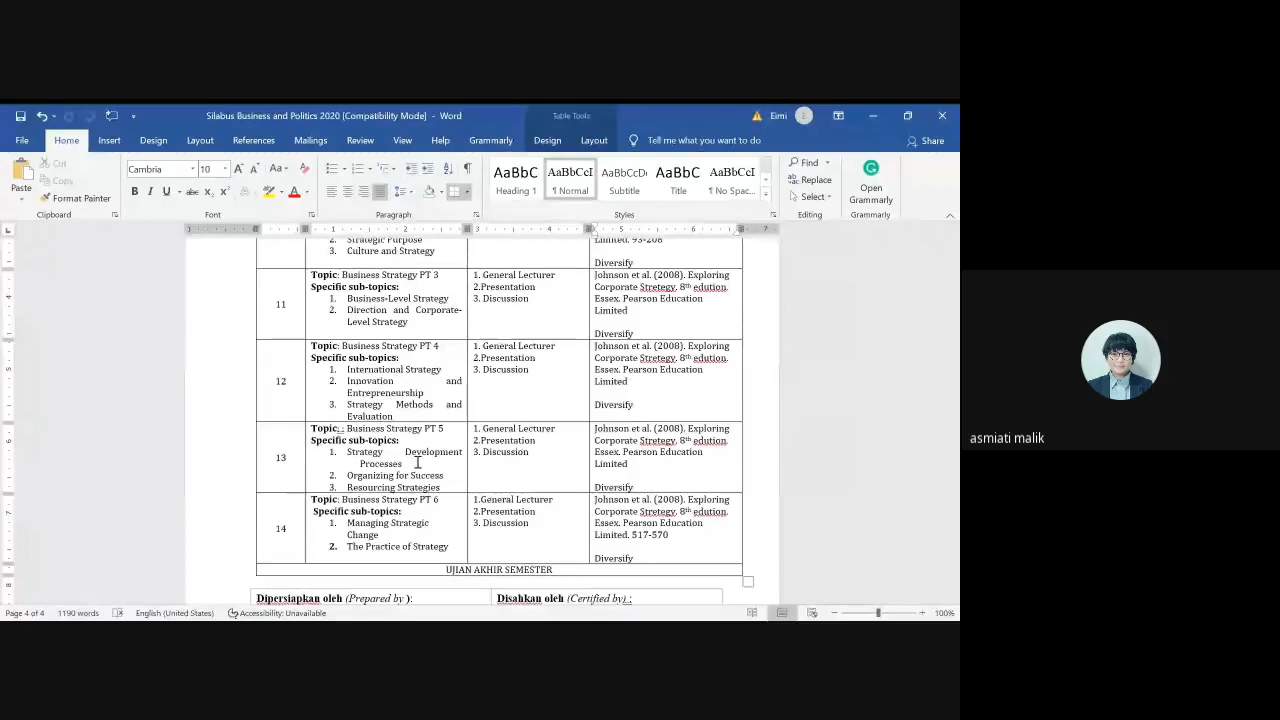 Silabus Business and Politics 2020 [Compatibility Mode] - Word
Table Tools
Eimi
E
File Home Insert Design Layout References Mailings Review View Help Grammarly Design Layout Tell me what you want to do Share
Paste
Cut
Copy
Format Painter
Clipboard
Cambria 10
Font
Paragraph
AaBbC AaBbCcI AaBbCcD AaBbC AaBbCcI
Heading 1 ¶ Normal Subtitle Title ¶ No Spac...
Styles
Find
Replace
Select
Editing
Open
Grammarly
Grammarly
2. Strategic Purpose
3. Culture and Strategy
Limited. 93-208
Diversify
11
Topic: Business Strategy PT 3
Specific sub-topics:
1. Business-Level Strategy
2. Direction and Corporate-
Level Strategy
1. General Lecturer
2.Presentation
3. Discussion
Johnson et al. (2008). Exploring
Corporate Stretegy. 8th edution.
Essex. Pearson Education
Limited
Diversify
12
Topic: Business Strategy PT 4
Specific sub-topics:
1. International Strategy
2. Innovation and
Entrepreneurship
3. Strategy Methods and
Evaluation
1. General Lecturer
2.Presentation
3. Discussion
Johnson et al. (2008). Exploring
Corporate Stretegy. 8th edution.
Essex. Pearson Education
Limited
Diversify
13
Topic: : Business Strategy PT 5
Specific sub-topics:
1. Strategy Development
Processes
2. Organizing for Success
3. Resourcing Strategies
1. General Lecturer
2.Presentation
3. Discussion
Johnson et al. (2008). Exploring
Corporate Stretegy. 8th edution.
Essex. Pearson Education
Limited
Diversify
14
Topic: Business Strategy PT 6
Specific sub-topics:
1. Managing Strategic
Change
2. The Practice of Strategy
1.General Lecturer
2.Presentation
3. Discussion
Johnson et al. (2008). Exploring
Corporate Stretegy. 8th edution.
Essex. Pearson Education
Limited. 517-570
Diversify
UJIAN AKHIR SEMESTER
Dipersiapkan oleh (Prepared by ):
Disahkan oleh (Certified by) :
Page 4 of 4 1190 words English (United States) Accessibility: Unavailable 100%
asmiati malik